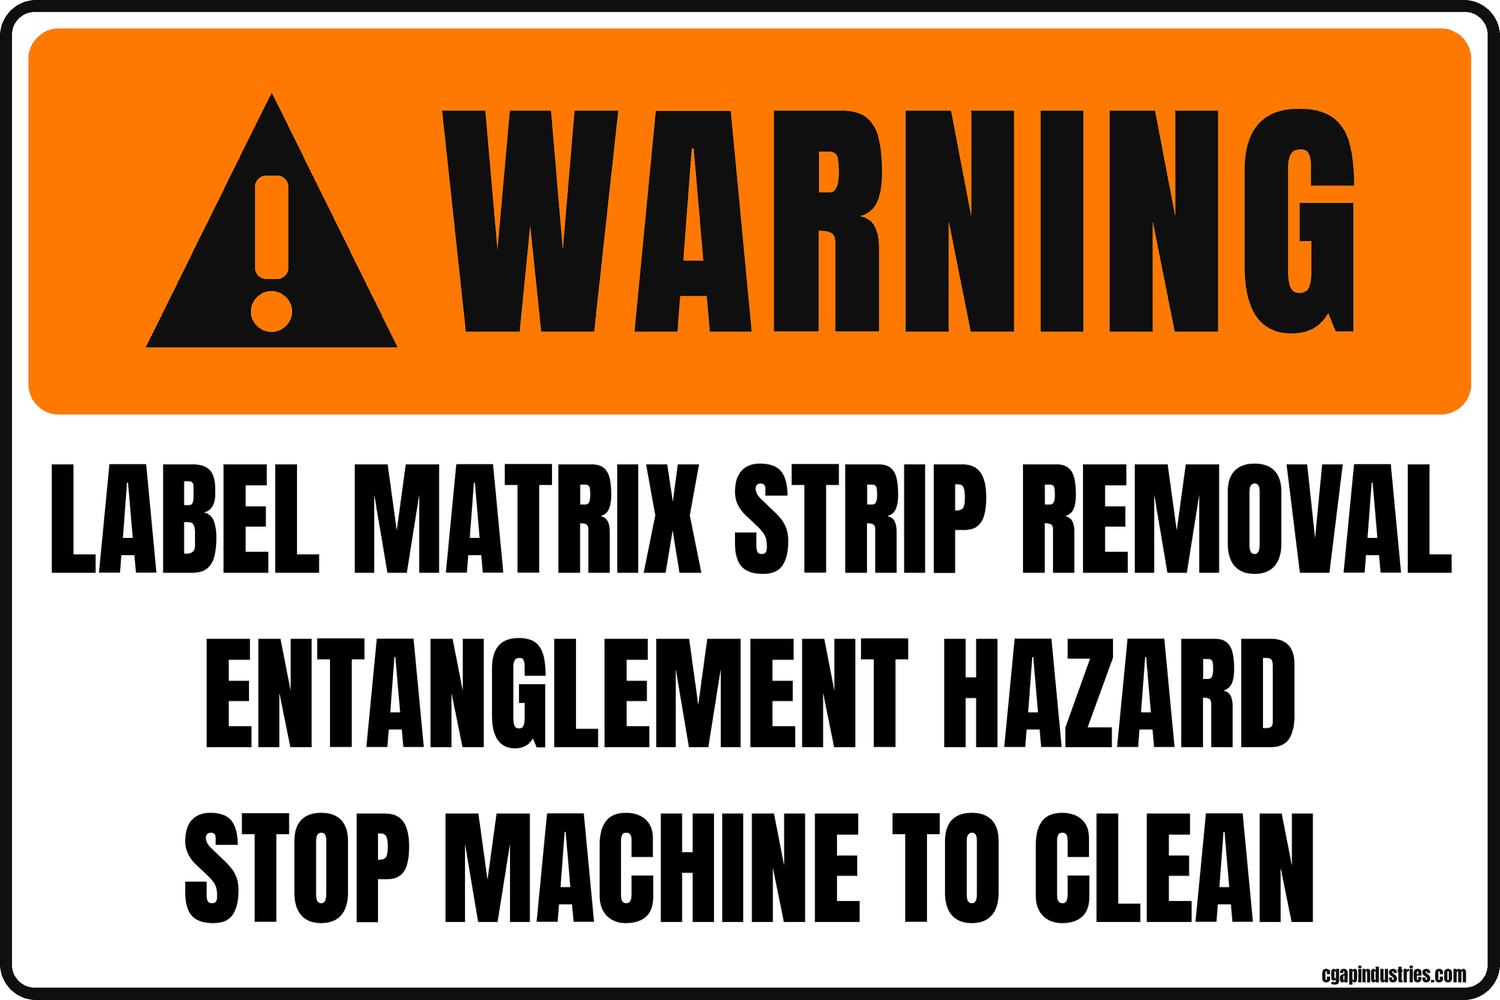 WARNING
LABEL MATRIX STRIP REMOVAL
ENTANGLEMENT HAZARD
STOP MACHINE TO CLEAN
cgapindustries.com